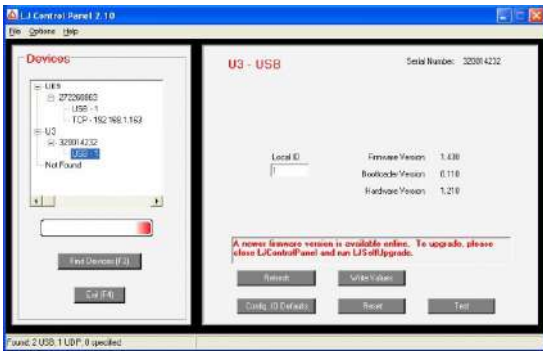 LJ Control Panel 2.10
File Options Help
Devices
UE9
272260863
USB - 1
TCP - 192.168.1.163
U3
320014232
USB - 1
Not Found
Find Devices (F3)
Exit (F4)
U3 - USB
Serial Number: 320014232
Local ID
1
Firmware Version 1.430
Bootloader Version 0.110
Hardware Version 1.210
A newer firmware version is available online. To upgrade, please
close LJControlPanel and run LJSelfUpgrade.
Refresh
Write Values
Config. IO Defaults
Reset
Test
Found: 2 USB, 1 UDP, 0 specified